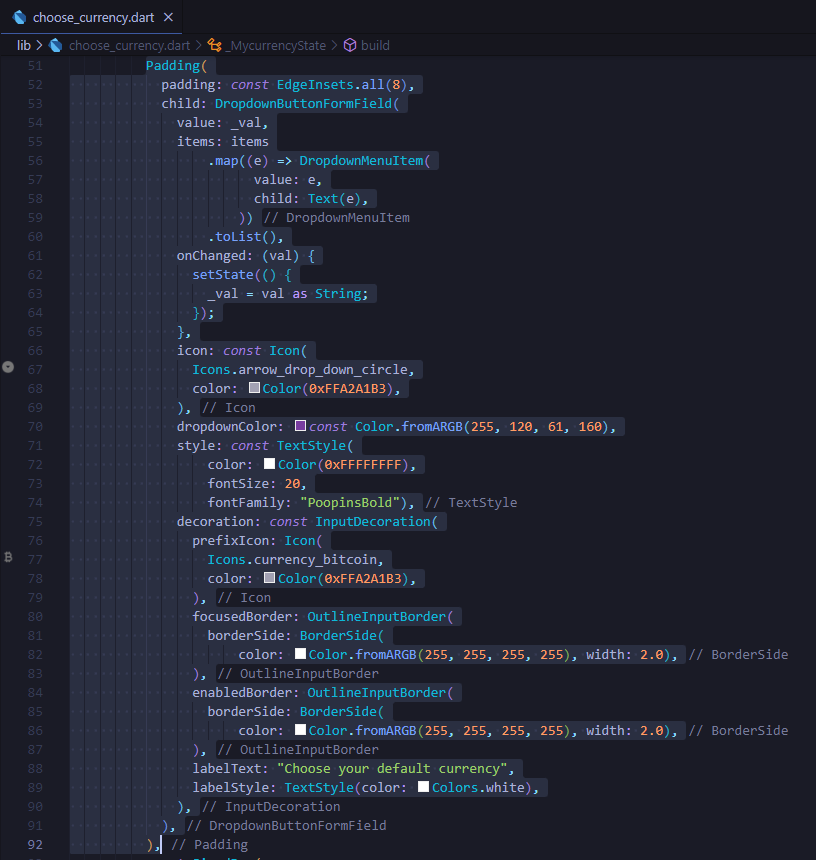 choose_currency.dart ×
lib > choose_currency.dart > _MycurrencyState > build
51 Padding(
52 padding: const EdgeInsets.all(8),
53 child: DropdownButtonFormField(
54 value: _val,
55 items: items
56 .map((e) => DropdownMenuItem(
57 value: e,
58 child: Text(e),
59 )) // DropdownMenuItem
60 .toList(),
61 onChanged: (val) {
62 setState(() {
63 _val = val as String;
64 });
65 },
66 icon: const Icon(
67 Icons.arrow_drop_down_circle,
68 color: Color(0xFFA2A1B3),
69 ), // Icon
70 dropdownColor: const Color.fromARGB(255, 120, 61, 160),
71 style: const TextStyle(
72 color: Color(0xFFFFFFFF),
73 fontSize: 20,
74 fontFamily: "PoopinsBold"), // TextStyle
75 decoration: const InputDecoration(
76 prefixIcon: Icon(
77 Icons.currency_bitcoin,
78 color: Color(0xFFA2A1B3),
79 ), // Icon
80 focusedBorder: OutlineInputBorder(
81 borderSide: BorderSide(
82 color: Color.fromARGB(255, 255, 255, 255), width: 2.0), // BorderSide
83 ), // OutlineInputBorder
84 enabledBorder: OutlineInputBorder(
85 borderSide: BorderSide(
86 color: Color.fromARGB(255, 255, 255, 255), width: 2.0), // BorderSide
87 ), // OutlineInputBorder
88 labelText: "Choose your default currency",
89 labelStyle: TextStyle(color: Colors.white),
90 ), // InputDecoration
91 ), // DropdownButtonFormField
92 ), // Padding